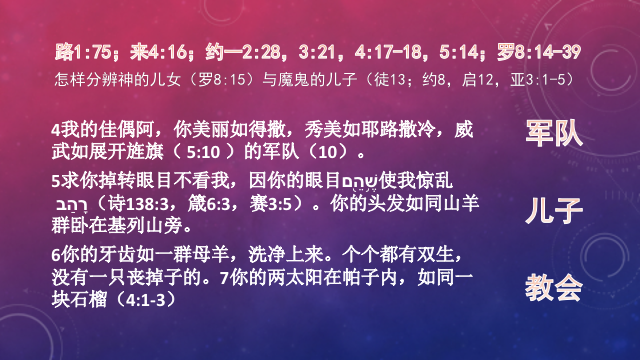 路1:75；来4:16；约一2:28，3:21，4:17-18，5:14；罗8:14-39
怎样分辨神的儿女（罗8:15）与魔鬼的儿子（徒13；约8，启12，亚3:1-5）
4我的佳偶阿，你美丽如得撒，秀美如耶路撒冷，威
武如展开旌旗（ 5:10 ）的军队（10）。
5求你掉转眼目不看我，因你的眼目שֶׁהֵם使我惊乱
רָהַב（诗138:3，箴6:3，赛3:5）。你的头发如同山羊
群卧在基列山旁。
6你的牙齿如一群母羊，洗净上来。个个都有双生，
没有一只丧掉子的。7你的两太阳在帕子内，如同一
块石榴（4:1-3）
军队
儿子
教会